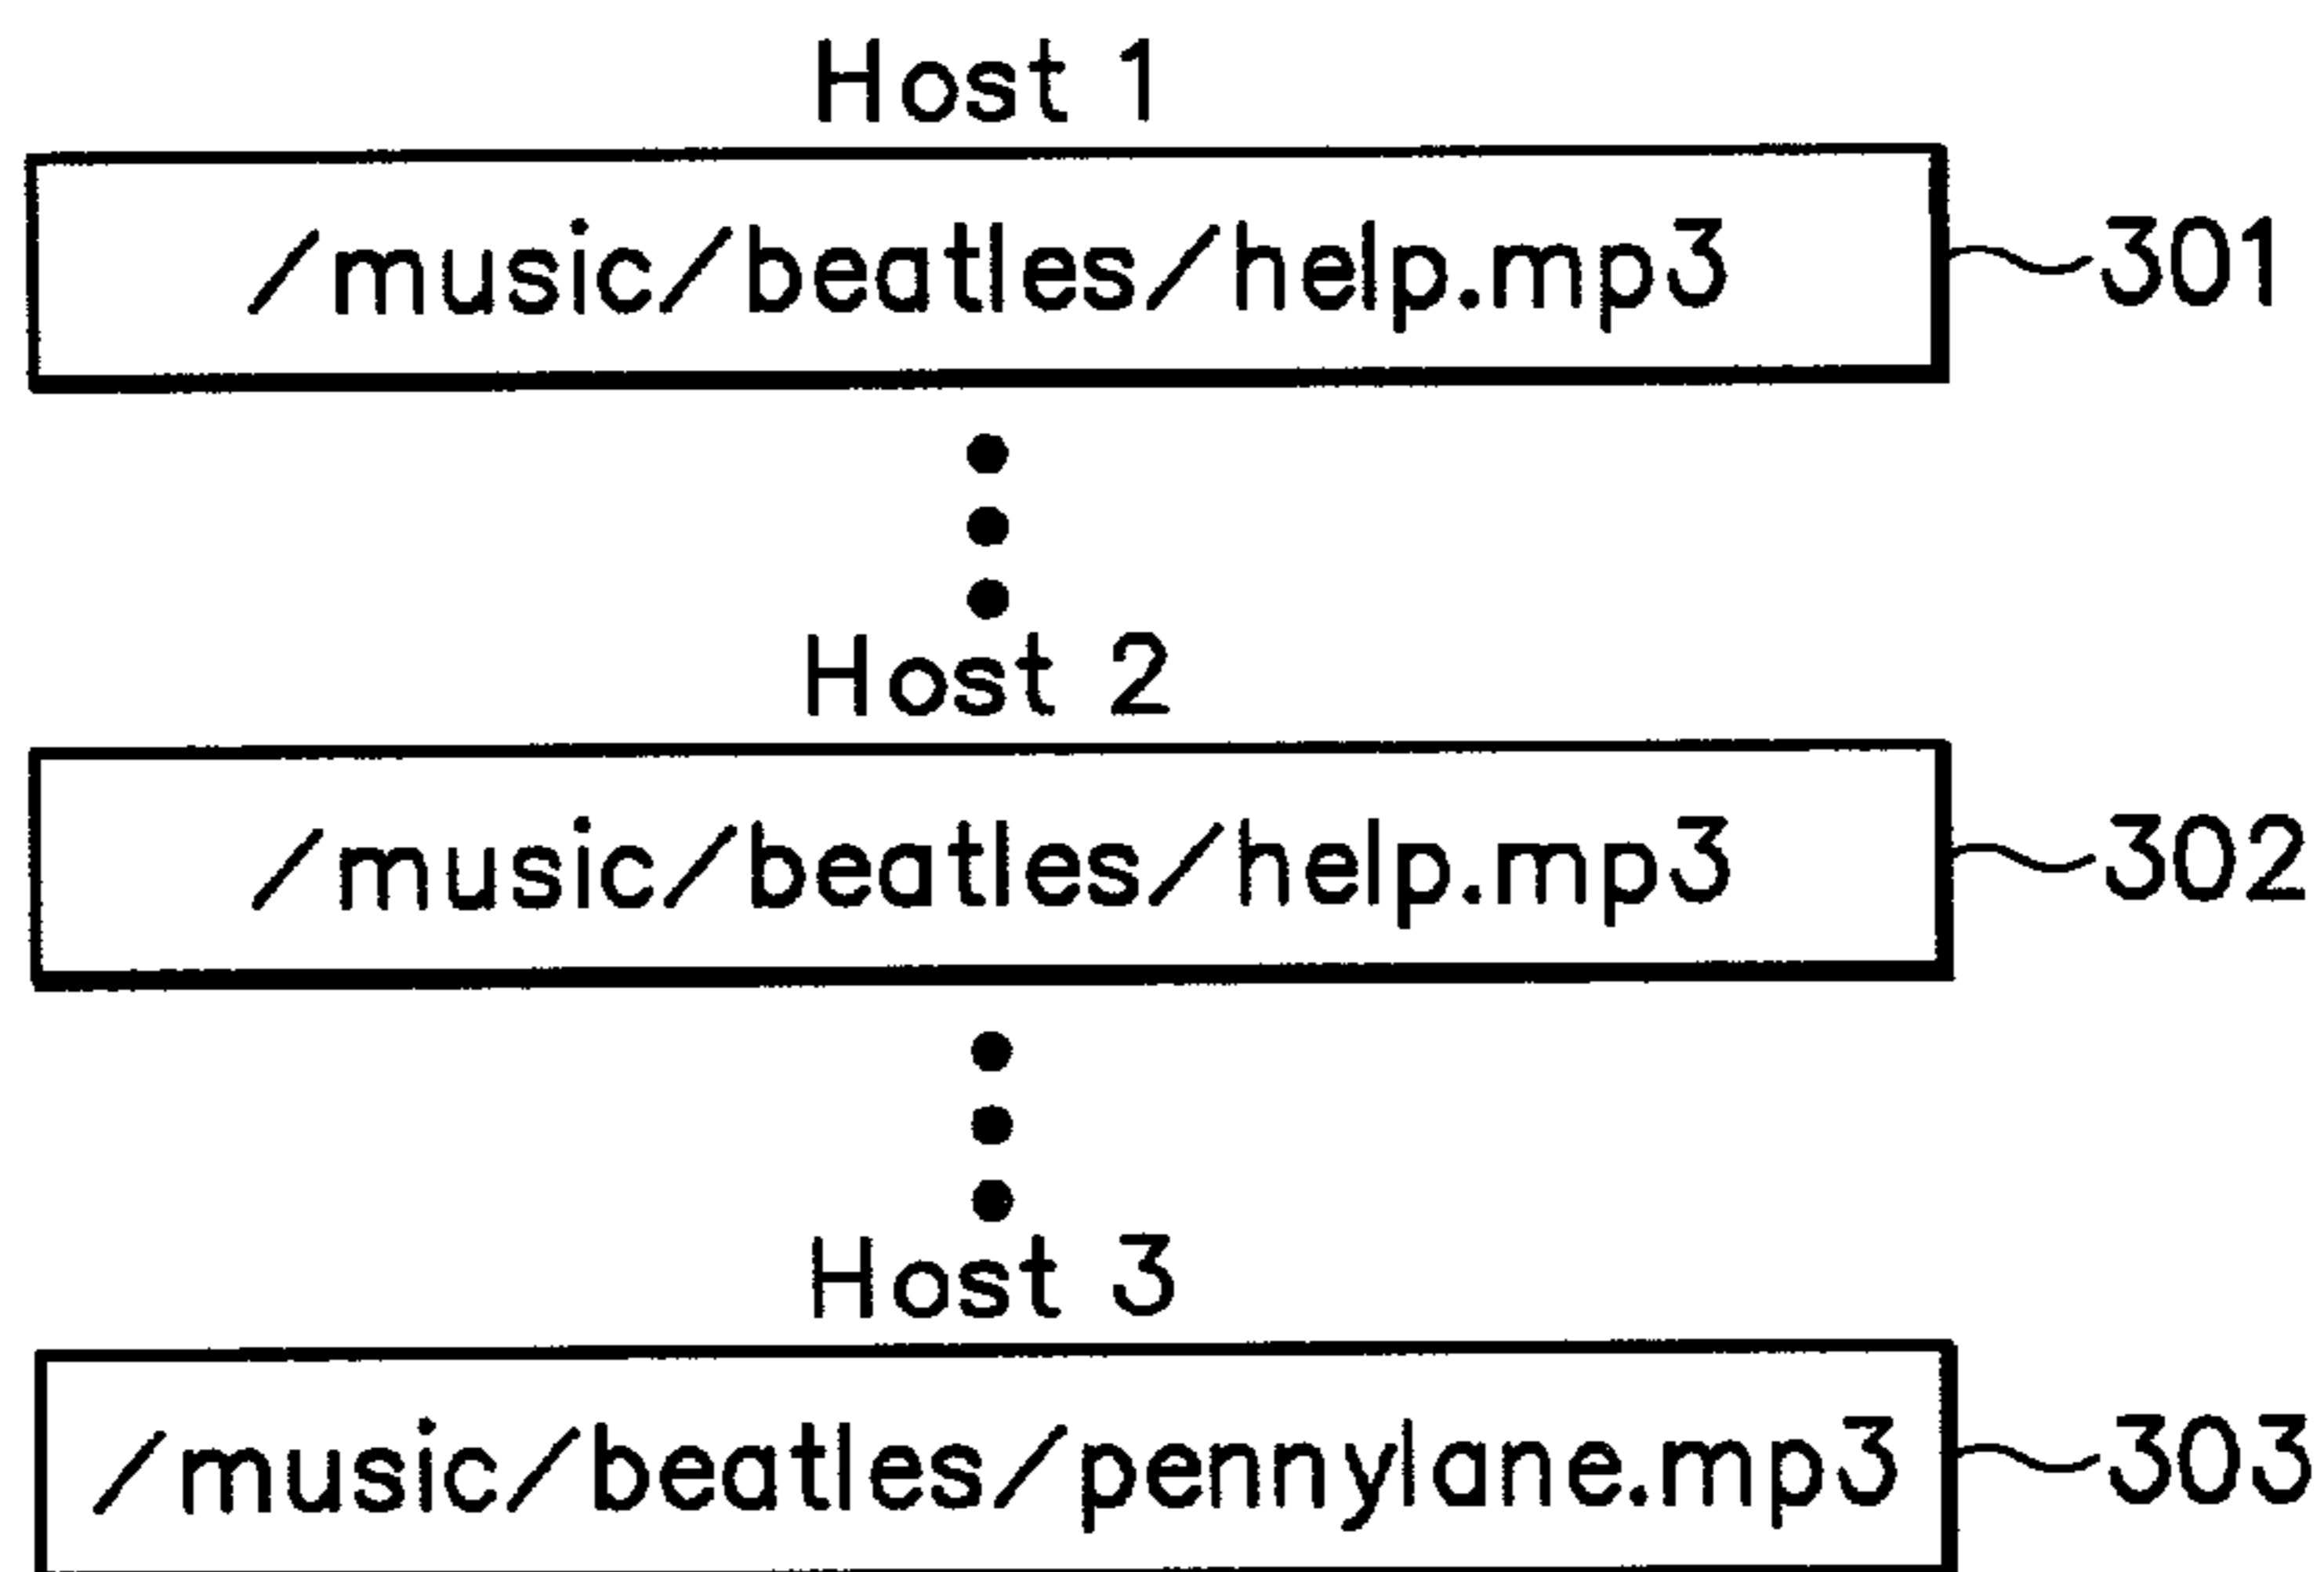 Host 1
/music/beatles/help.mp3 301
Host 2
/music/beatles/help.mp3 302
Host 3
/music/beatles/pennylane.mp3 303